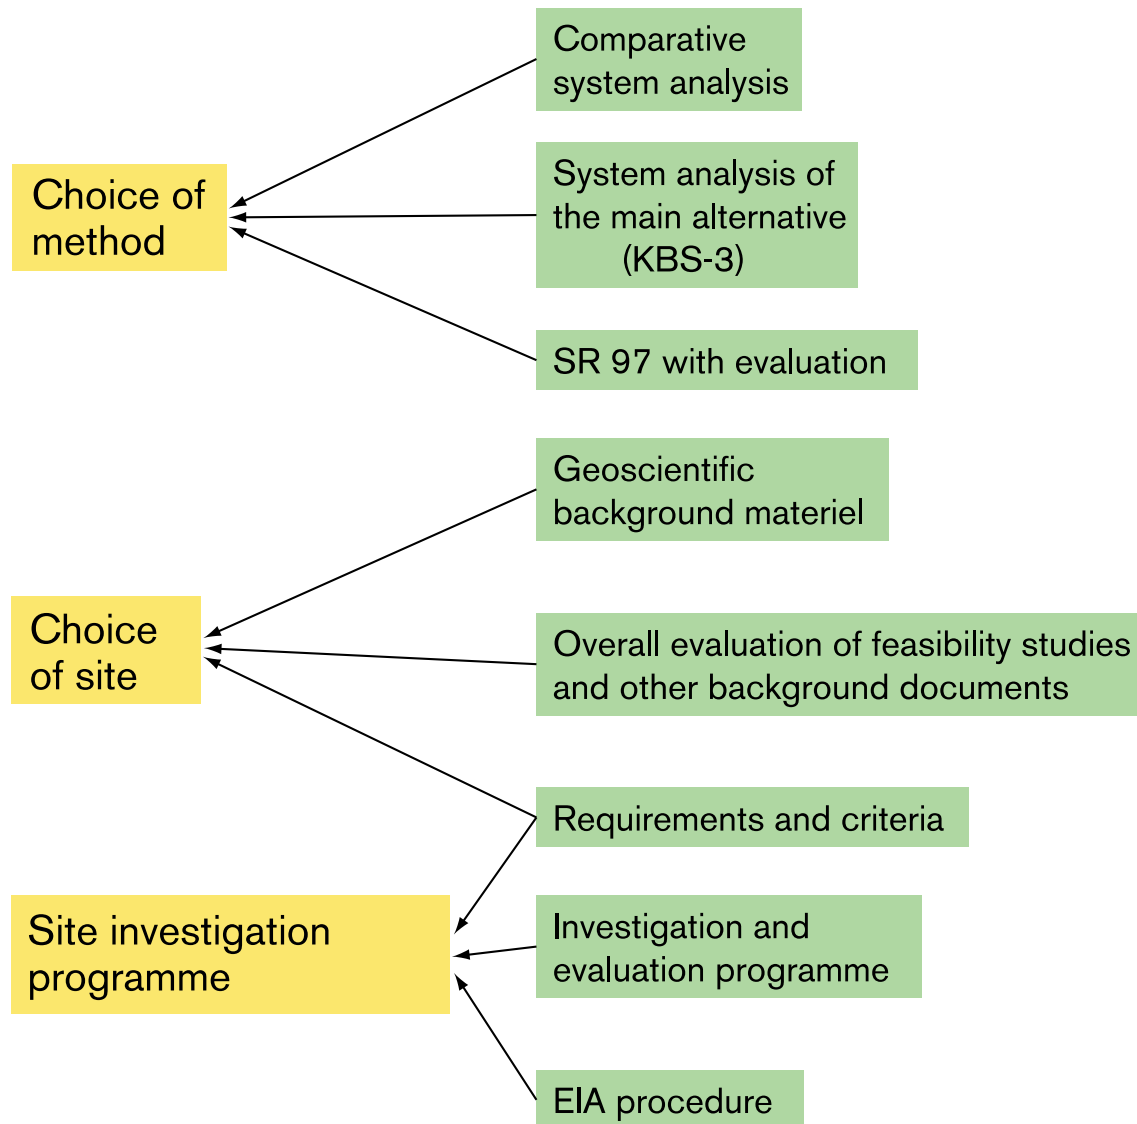 Comparative
system analysis
Choice of
method
System analysis of
the main alternative
(KBS-3)
SR 97 with evaluation
Geoscientific
background materiel
Choice
of site
Overall evaluation of feasibility studies
and other background documents
Requirements and criteria
Site investigation
programme
Investigation and
evaluation programme
EIA procedure